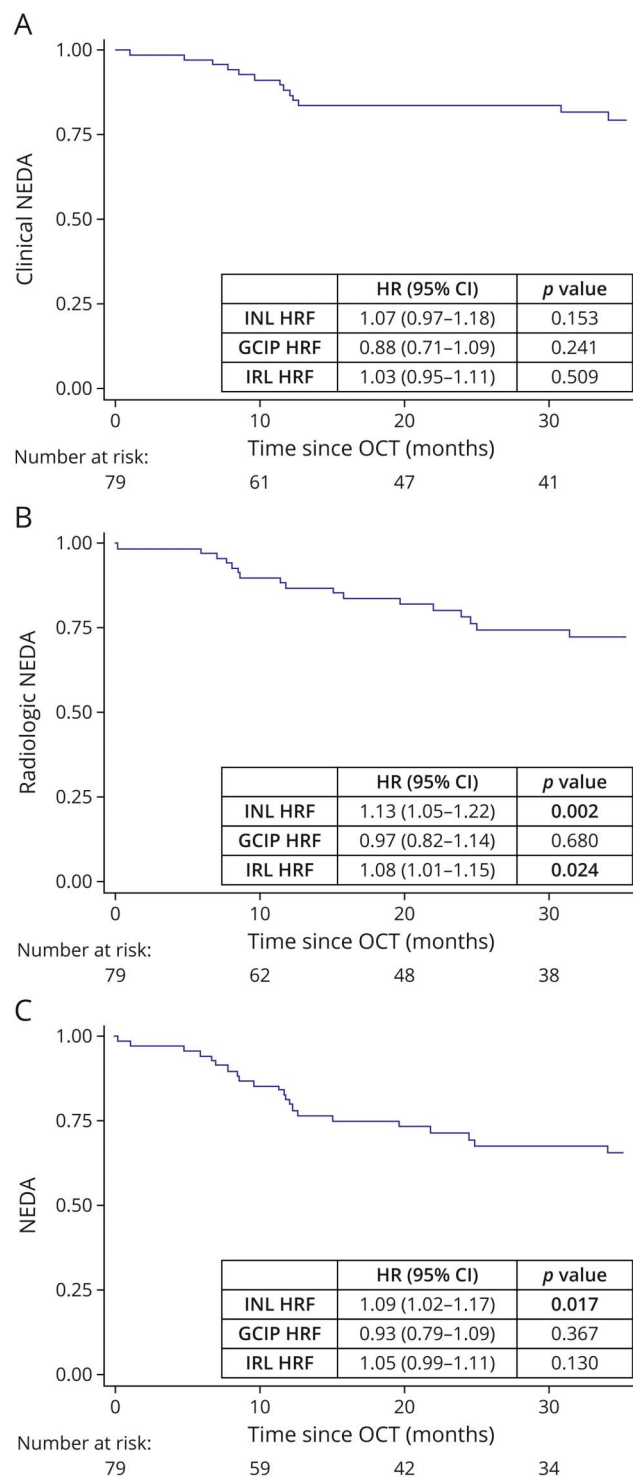 A
1.00
0.75
0.50
0.25
0.00
Clinical NEDA
HR (95% CI) p value
INL HRF 1.07 (0.97–1.18) 0.153
GCIP HRF 0.88 (0.71–1.09) 0.241
IRL HRF 1.03 (0.95–1.11) 0.509
0 10 20 30
Time since OCT (months)
Number at risk:
79 61 47 41
B
1.00
0.75
0.50
0.25
0.00
Radiologic NEDA
HR (95% CI) p value
INL HRF 1.13 (1.05–1.22) 0.002
GCIP HRF 0.97 (0.82–1.14) 0.680
IRL HRF 1.08 (1.01–1.15) 0.024
0 10 20 30
Time since OCT (months)
Number at risk:
79 62 48 38
C
1.00
0.75
0.50
0.25
0.00
NEDA
HR (95% CI) p value
INL HRF 1.09 (1.02–1.17) 0.017
GCIP HRF 0.93 (0.79–1.09) 0.367
IRL HRF 1.05 (0.99–1.11) 0.130
0 10 20 30
Time since OCT (months)
Number at risk:
79 59 42 34